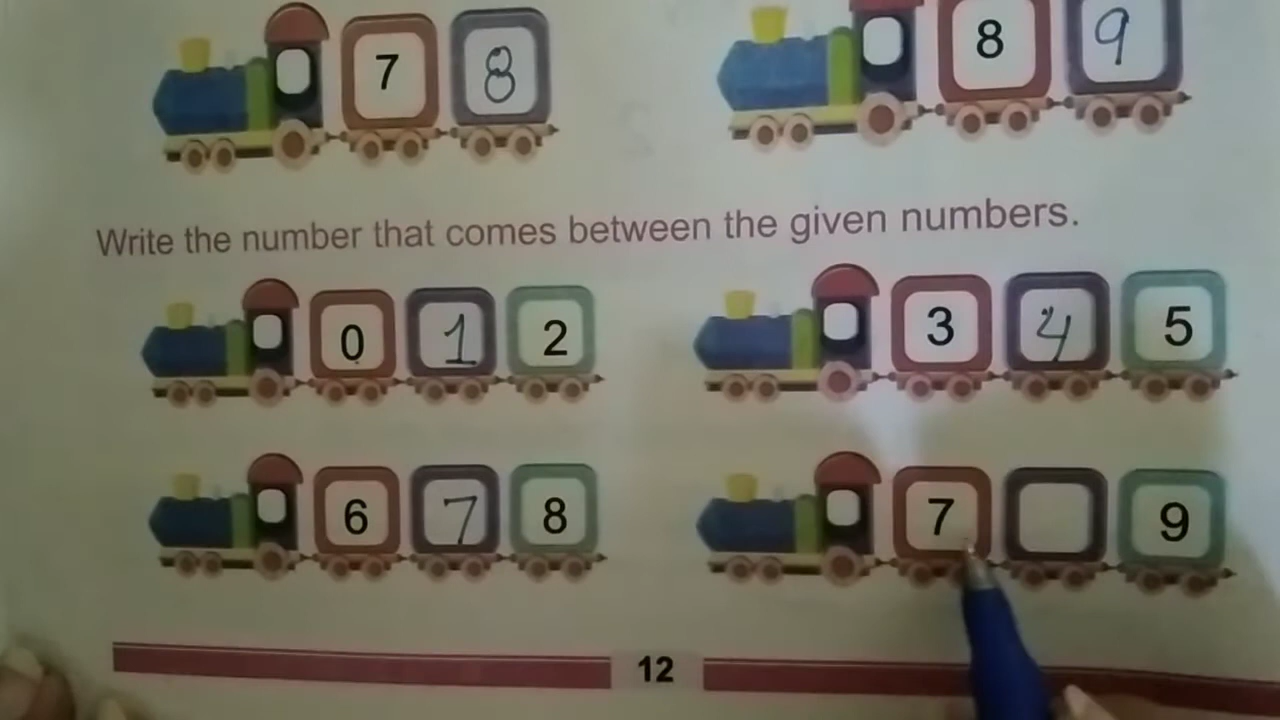 7 8 8 9
Write the number that comes between the given numbers.
0 1 2 3 4 5
6 7 8 7 9
12